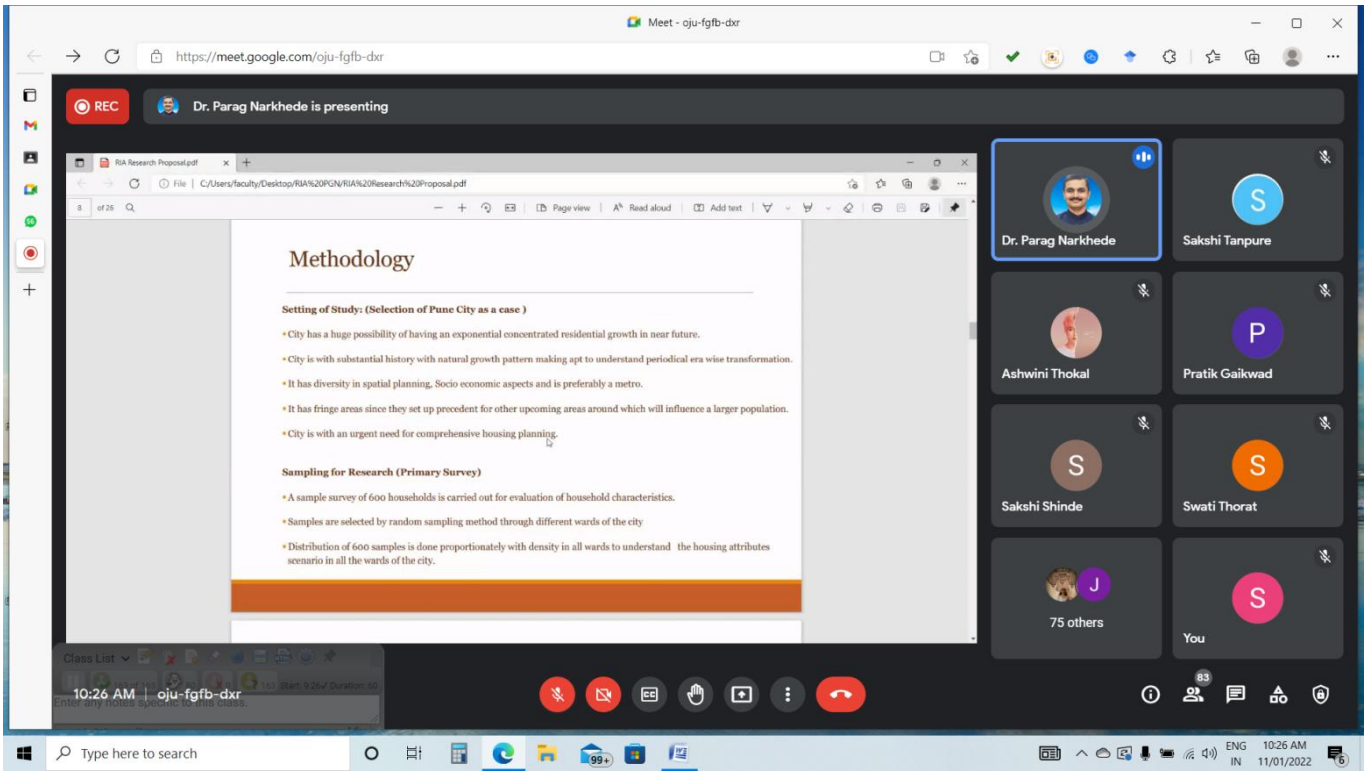 Meet - oju-fgfb-dxr
https://meet.google.com/oju-fgfb-dxr
REC
Dr. Parag Narkhede is presenting
RIA Research Proposal.pdf
File | C:/Users/faculty/Desktop/RIA%20PGN/RIA%20Research%20Proposal.pdf
8 of 26
Page view | Read aloud | Add text
Methodology
Setting of Study: (Selection of Pune City as a case )
• City has a huge possibility of having an exponential concentrated residential growth in near future.
• City is with substantial history with natural growth pattern making apt to understand periodical era wise transformation.
• It has diversity in spatial planning, Socio economic aspects and is preferably a metro.
• It has fringe areas since they set up precedent for other upcoming areas around which will influence a larger population.
• City is with an urgent need for comprehensive housing planning.
Sampling for Research (Primary Survey)
• A sample survey of 600 households is carried out for evaluation of household characteristics.
• Samples are selected by random sampling method through different wards of the city
• Distribution of 600 samples is done proportionately with density in all wards to understand the housing attributes
scenario in all the wards of the city.
Dr. Parag Narkhede
S
Sakshi Tanpure
Ashwini Thokal
P
Pratik Gaikwad
S
Sakshi Shinde
S
Swati Thorat
J
75 others
S
You
Class List
Enter any notes specific to this class.
10:26 AM | oju-fgfb-dxr
83
Type here to search
99+
ENG
IN
10:26 AM
11/01/2022
6